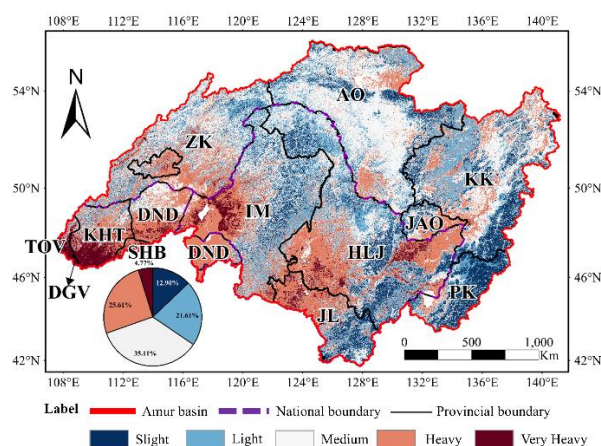 108°E 112°E 116°E 120°E 124°E 128°E 132°E 136°E 140°E
54°N
50°N
46°N
42°N
54°N
50°N
46°N
42°N
N
AO
ZK
KK
DND
IM
JAO
TOV
KHT
SHB
DND
HLJ
DGV
PK
JL
4.77%
12.90%
25.61%
21.61%
35.11%
0 500 1,000
Km
108°E 112°E 116°E 120°E 124°E 128°E 132°E 136°E 140°E
Label Amur basin National boundary Provincial boundary
Slight Light Medium Heavy Very Heavy